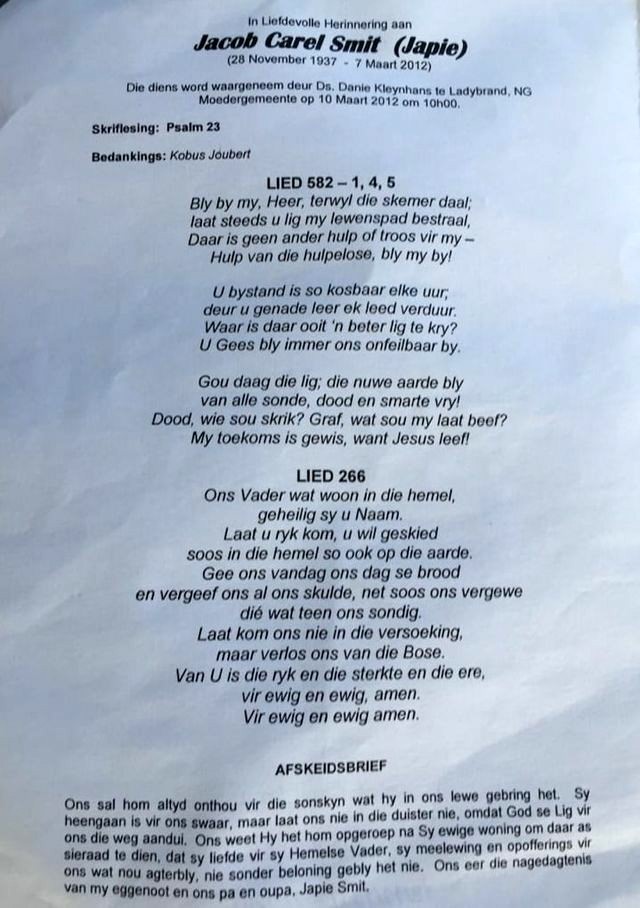 In Liefdevolle Herinnering aan
Jacob Carel Smit (Japie)
(28 November 1937 - 7 Maart 2012)
Die diens word waargeneem deur Ds. Danie Kleynhans te Ladybrand, NG
Moedergemeente op 10 Maart 2012 om 10h00.
Skriflesing: Psalm 23
Bedankings: Kobus Joubert
LIED 582 – 1, 4, 5
Bly by my, Heer, terwyl die skemer daal;
laat steeds u lig my lewenspad bestraal,
Daar is geen ander hulp of troos vir my –
Hulp van die hulpelose, bly my by!
U bystand is so kosbaar elke uur;
deur u genade leer ek leed verduur.
Waar is daar ooit 'n beter lig te kry?
U Gees bly immer ons onfeilbaar by.
Gou daag die lig; die nuwe aarde bly
van alle sonde, dood en smarte vry!
Dood, wie sou skrik? Graf, wat sou my laat beef?
My toekoms is gewis, want Jesus leef!
LIED 266
Ons Vader wat woon in die hemel,
geheilig sy u Naam.
Laat u ryk kom, u wil geskied
soos in die hemel so ook op die aarde.
Gee ons vandag ons dag se brood
en vergeef ons al ons skulde, net soos ons vergewe
dié wat teen ons sondig.
Laat kom ons nie in die versoeking,
maar verlos ons van die Bose.
Van U is die ryk en die sterkte en die ere,
vir ewig en ewig, amen.
Vir ewig en ewig amen.
AFSKEIDSBRIEF
Ons sal hom altyd onthou vir die sonskyn wat hy in ons lewe gebring het. Sy
heengaan is vir ons swaar, maar laat ons nie in die duister nie, omdat God se Lig vir
ons die weg aandui. Ons weet Hy het hom opgeroep na Sy ewige woning om daar as
sieraad te dien, dat sy liefde vir sy Hemelse Vader, sy meelewing en opofferings vir
ons wat nou agterbly, nie sonder beloning gebly het nie. Ons eer die nagedagtenis
van my eggenoot en ons pa en oupa, Japie Smit.